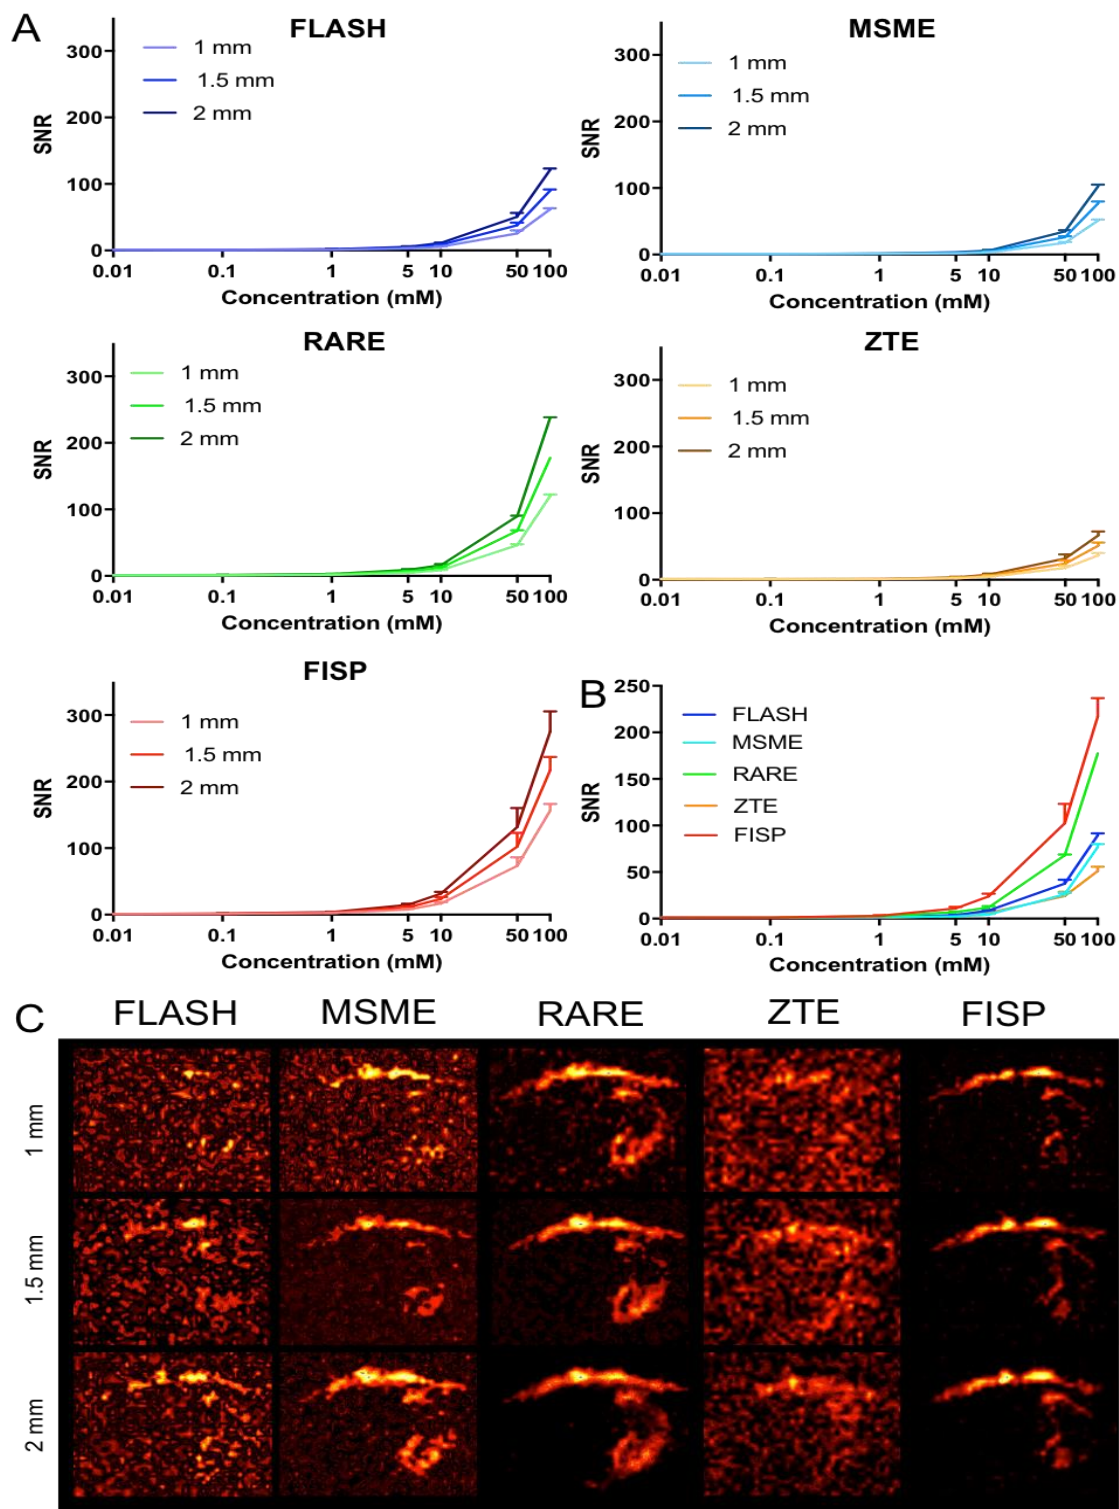 A
FLASH
300
200
100
0
SNR
1 mm
1.5 mm
2 mm
0.01 0.1 1 5 10 50 100
Concentration (mM)
MSME
300
200
100
0
SNR
1 mm
1.5 mm
2 mm
0.01 0.1 1 5 10 50 100
Concentration (mM)
RARE
300
200
100
0
SNR
1 mm
1.5 mm
2 mm
0.01 0.1 1 5 10 50 100
Concentration (mM)
ZTE
300
200
100
0
SNR
1 mm
1.5 mm
2 mm
0.01 0.1 1 5 10 50 100
Concentration (mM)
FISP
300
200
100
0
SNR
1 mm
1.5 mm
2 mm
0.01 0.1 1 5 10 50 100
Concentration (mM)
B
250
200
150
100
50
0
SNR
FLASH
MSME
RARE
ZTE
FISP
0.01 0.1 1 5 10 50 100
Concentration (mM)
C
FLASH MSME RARE ZTE FISP
1 mm
1.5 mm
2 mm